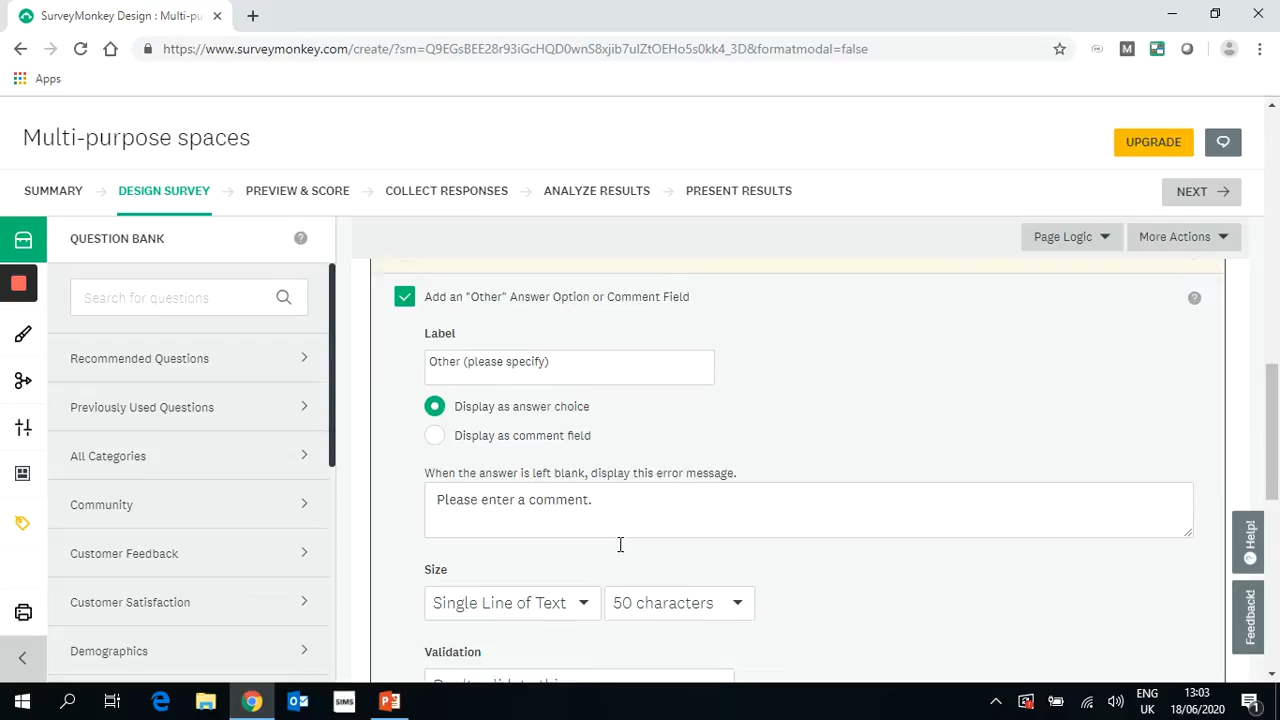 SurveyMonkey Design : Multi-pu
https://www.surveymonkey.com/create/?sm=Q9EGsBEE28r93iGcHQD0wnS8xjib7uIZtOEHo5s0kk4_3D&formatmodal=false
M
Apps
Multi-purpose spaces
UPGRADE
SUMMARY
DESIGN SURVEY
PREVIEW & SCORE
COLLECT RESPONSES
ANALYZE RESULTS
PRESENT RESULTS
NEXT
QUESTION BANK
?
Page Logic
More Actions
Search for questions
Add an "Other" Answer Option or Comment Field
?
Label
Other (please specify)
Recommended Questions
Display as answer choice
Previously Used Questions
Display as comment field
All Categories
When the answer is left blank, display this error message.
Community
Please enter a comment.
Help!
Customer Feedback
Size
Customer Satisfaction
Single Line of Text
50 characters
Feedback!
Demographics
Validation
SIMS
ENG
UK
13:03
18/06/2020
1